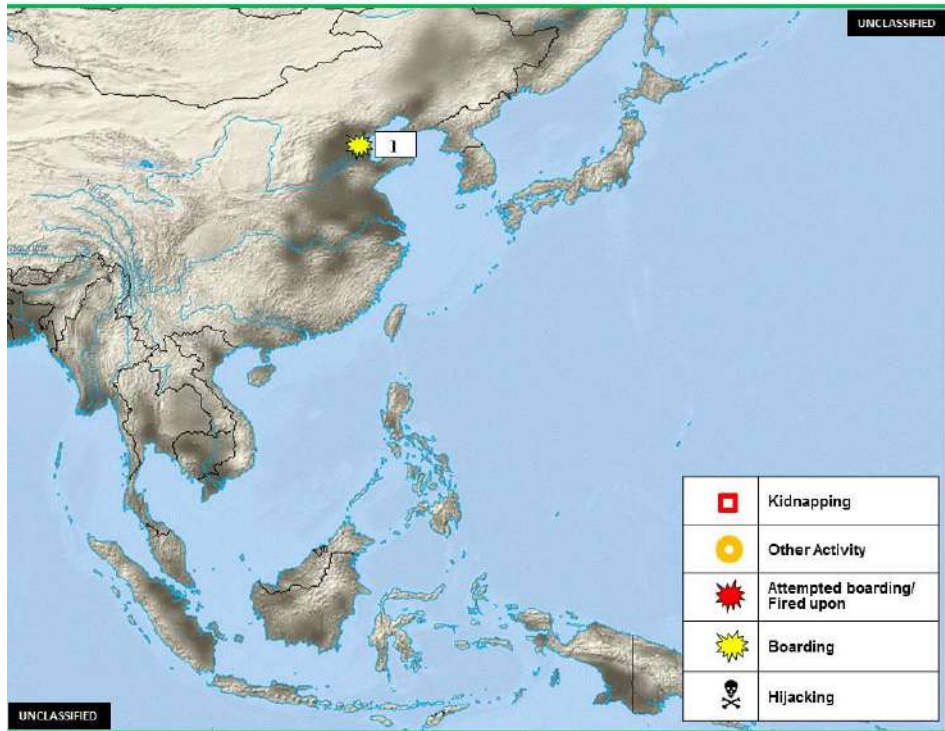 UNCLASSIFIED
1
Kidnapping
Other Activity
Attempted boarding/
Fired upon
Boarding
Hijacking
UNCLASSIFIED